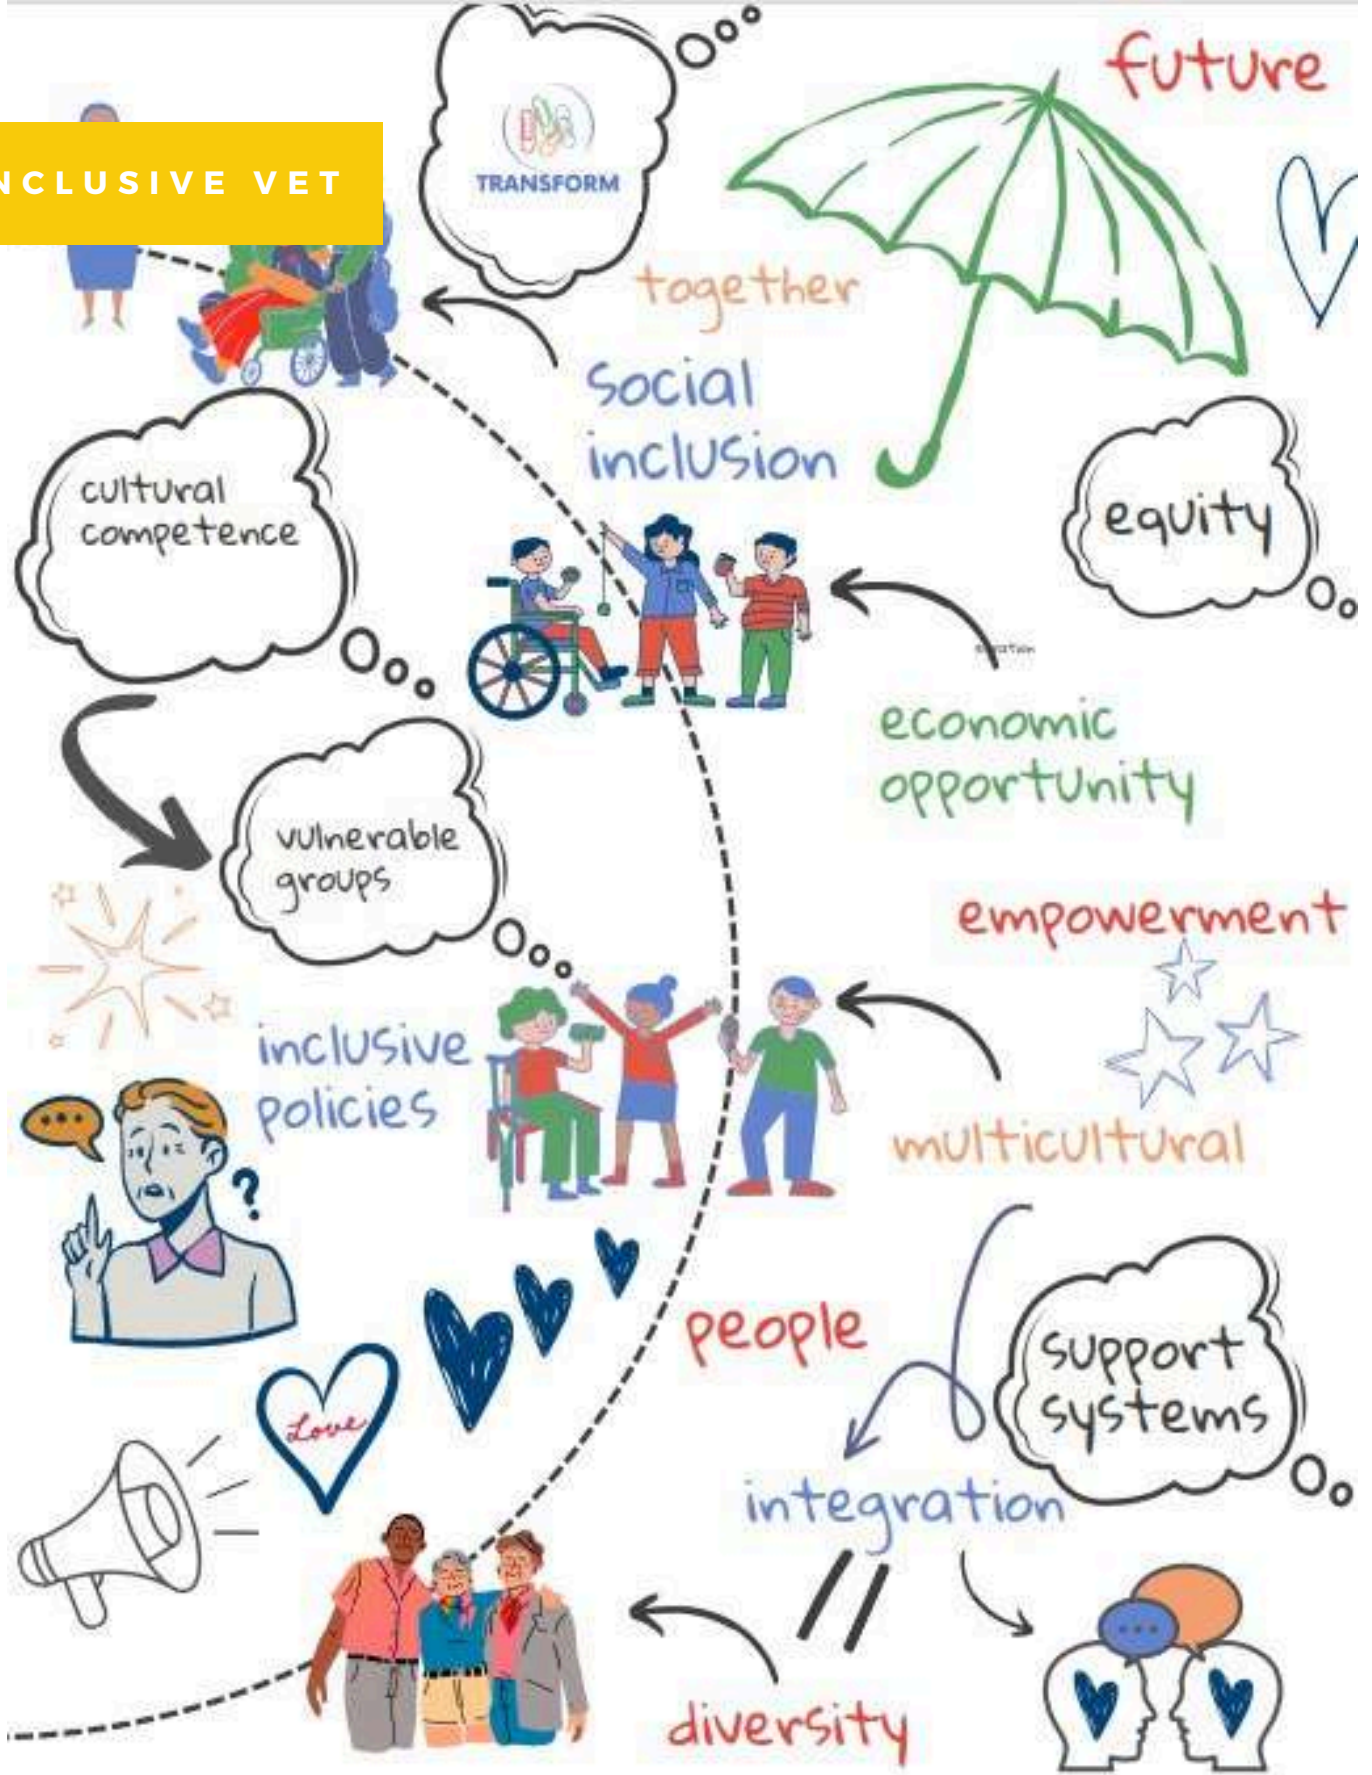 future
NCLUSIVE VET
TRANSFORM
together
social
inclusion
cultural
competence
equity
economic
opportunity
vulnerable
groups
empowerment
inclusive
policies
...
multicultural
?
people
support
systems
Love
integration
...
diversity